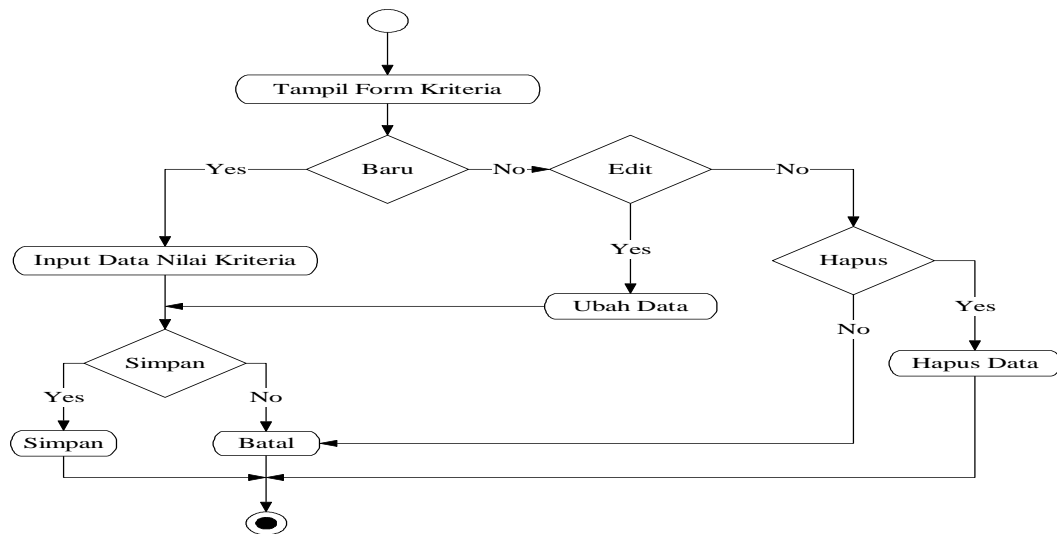 Tampil Form Kriteria
Yes
Baru
No
Edit
No
Input Data Nilai Kriteria
Yes
Hapus
Ubah Data
Yes
No
Simpan
Hapus Data
Yes
No
Simpan
Batal